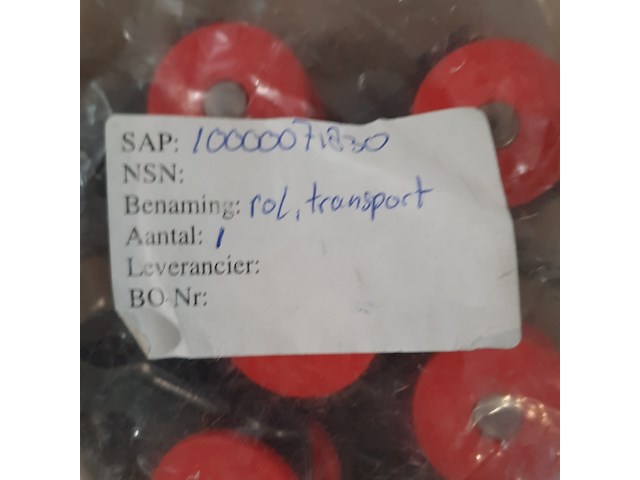 SAP: 1000071830
NSN:
Benaming: rol, transport
Aantal: 1
Leverancier:
BO-Nr: